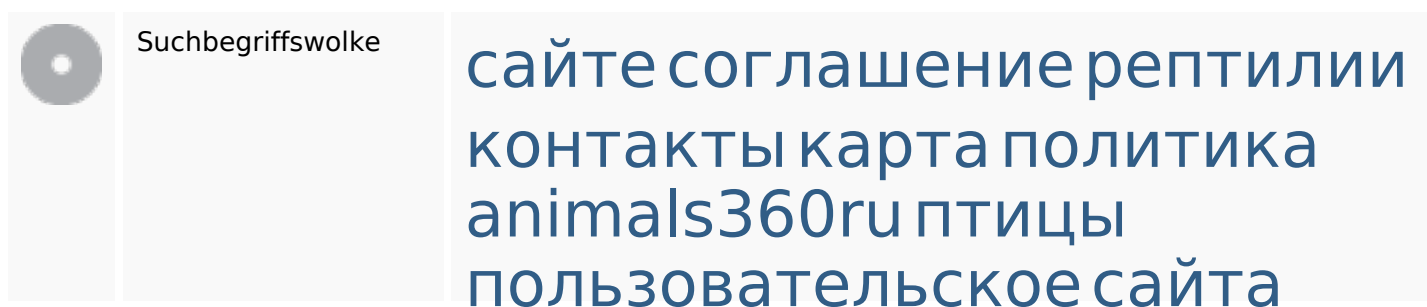 Suchbegriffswolke
сайте соглашение рептилии
контакты карта политика
animals360ru птицы
пользовательское сайта